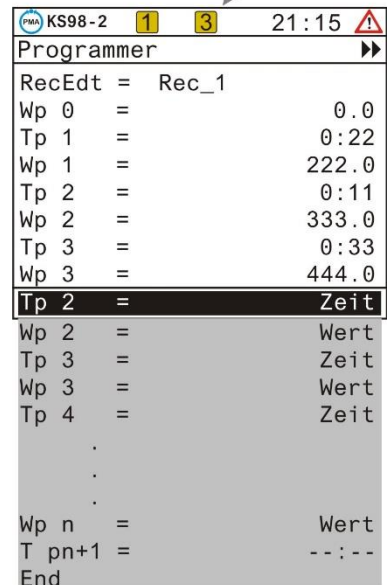 PMA KS98-2 1 3 21:15
Programmer
RecEdt = Rec_1
Wp 0 = 0.0
Tp 1 = 0:22
Wp 1 = 222.0
Tp 2 = 0:11
Wp 2 = 333.0
Tp 3 = 0:33
Wp 3 = 444.0
Tp 2 = Zeit
Wp 2 = Wert
Tp 3 = Zeit
Wp 3 = Wert
Tp 4 = Zeit
.
.
.
Wp n = Wert
T pn+1 = --:--
End